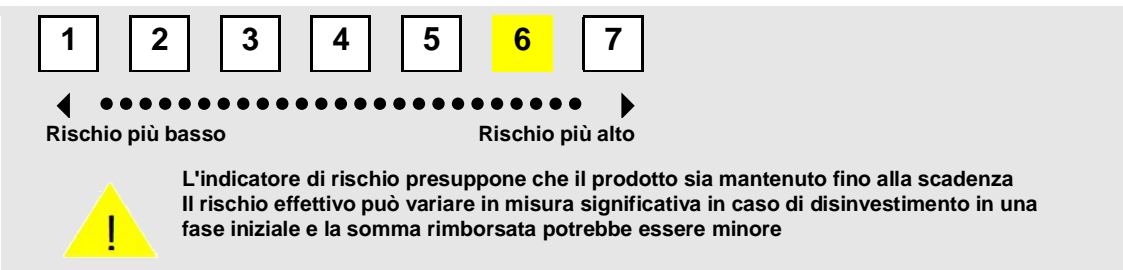 1 2 3 4 5 6 7
Rischio più basso Rischio più alto
L'indicatore di rischio presuppone che il prodotto sia mantenuto fino alla scadenza
Il rischio effettivo può variare in misura significativa in caso di disinvestimento in una
! fase iniziale e la somma rimborsata potrebbe essere minore